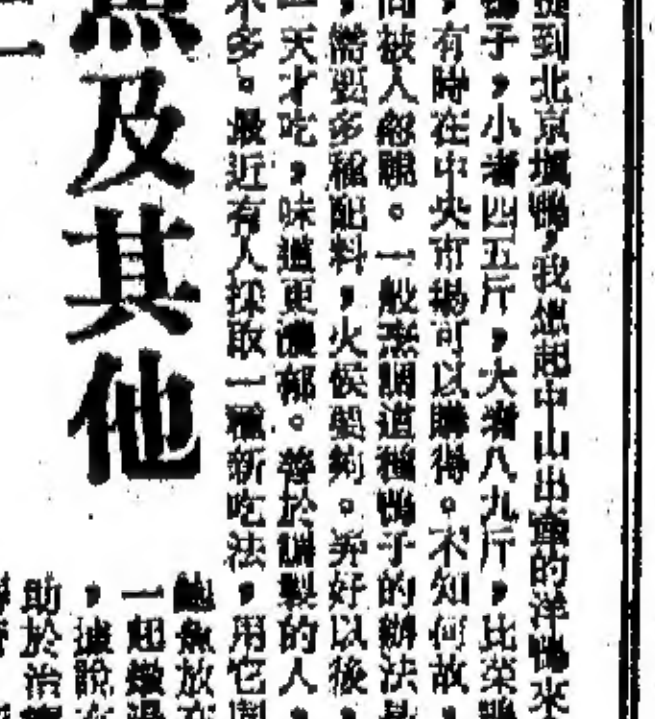 到北京填鴨，我想起中山出產的洋鴨來
子，小者四五斤，大者八九斤，比菜鴨
有時在中央市場可以購得。不知何故，
被人忽視。一般烹調這種鴨子的辦法是
，需要多種配料，火候要夠。弄好以後，
一天才吃，味道更濃郁。善於調製的人，
不多。最近有人採取一種新吃法，用它
及其他
鮑魚放在
一起燉
，據說
助於治
二